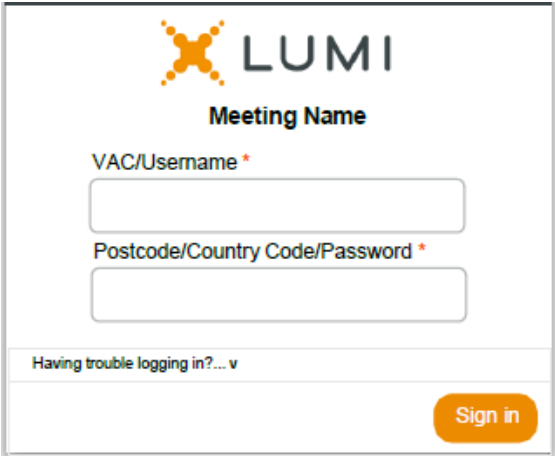 LUMI
Meeting Name
VAC/Username *
Postcode/Country Code/Password *
Having trouble logging in?... v
Sign in